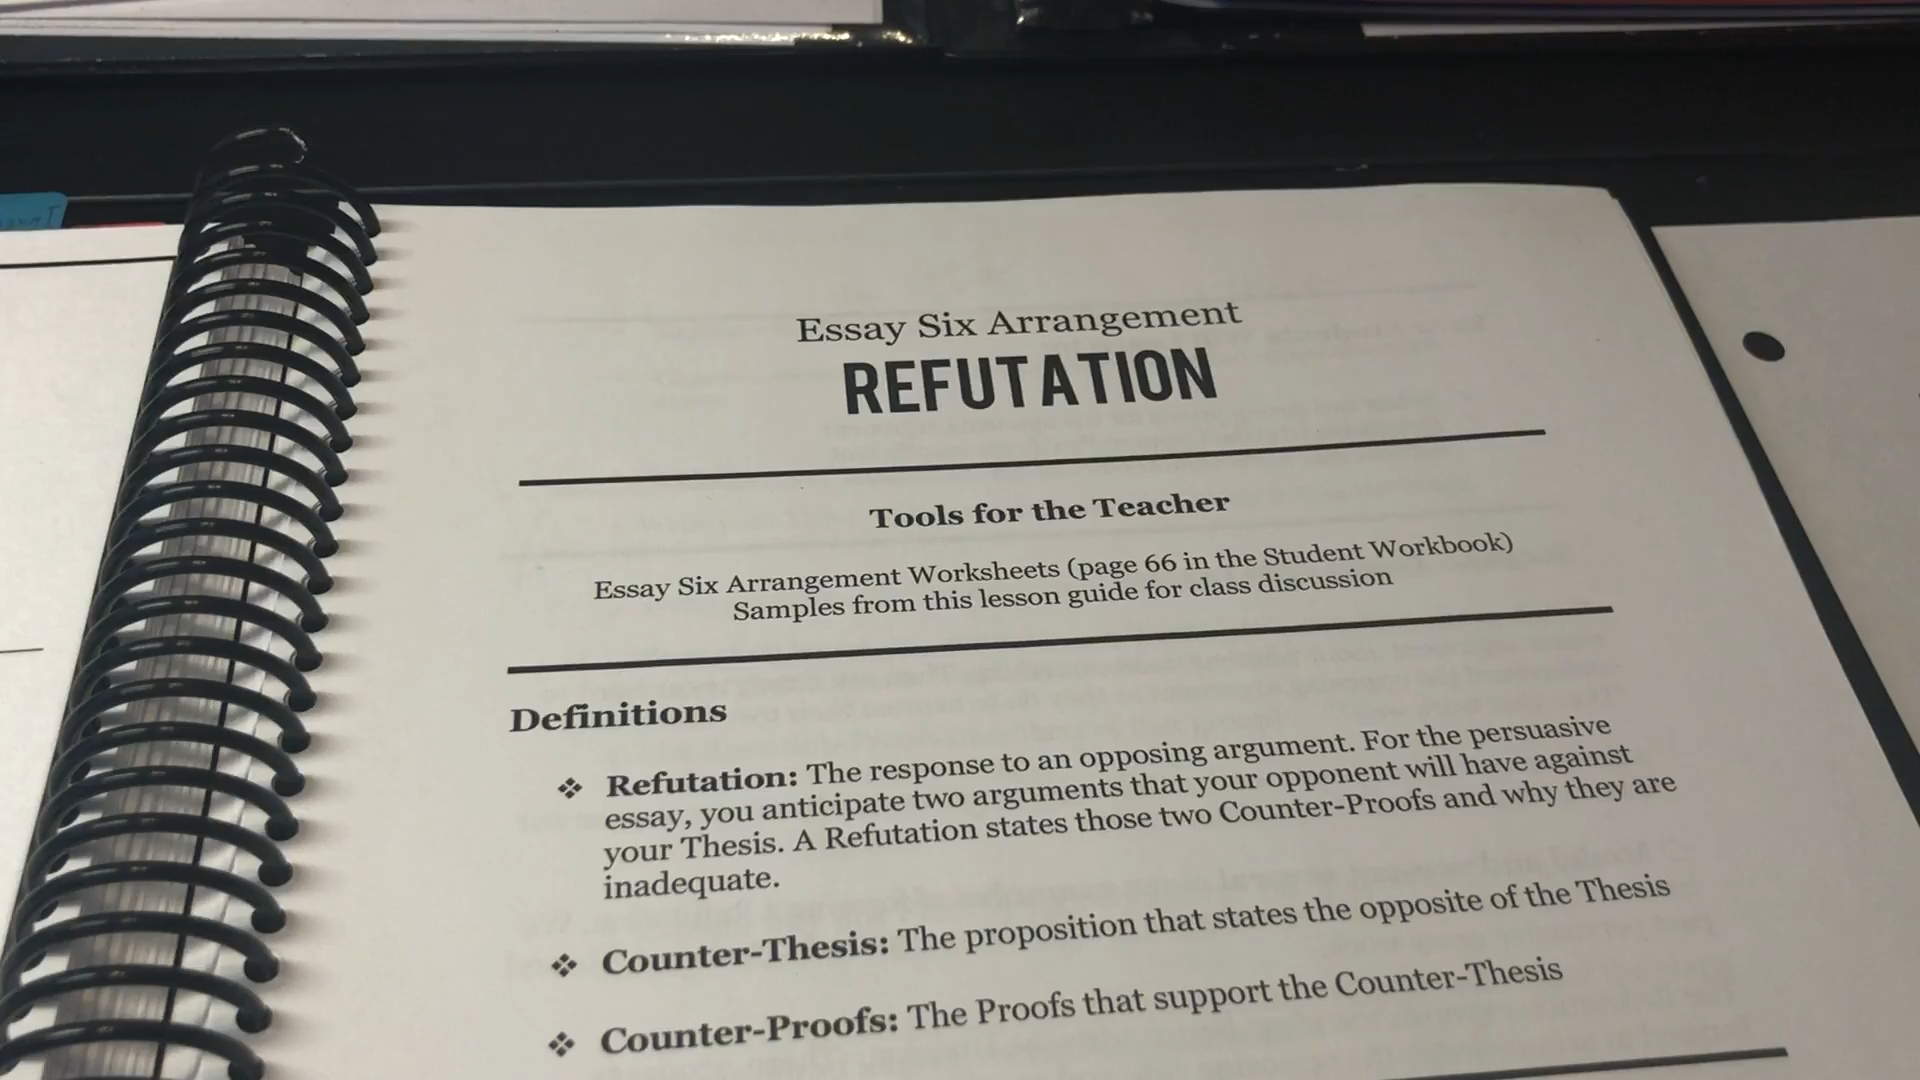 Essay Six Arrangement
REFUTATION
Tools for the Teacher
Essay Six Arrangement Worksheets (page 66 in the Student Workbook)
Samples from this lesson guide for class discussion
Definitions
❖ Refutation: The response to an opposing argument. For the persuasive
essay, you anticipate two arguments that your opponent will have against
your Thesis. A Refutation states those two Counter-Proofs and why they are
inadequate.
❖ Counter-Thesis: The proposition that states the opposite of the Thesis
❖ Counter-Proofs: The Proofs that support the Counter-Thesis